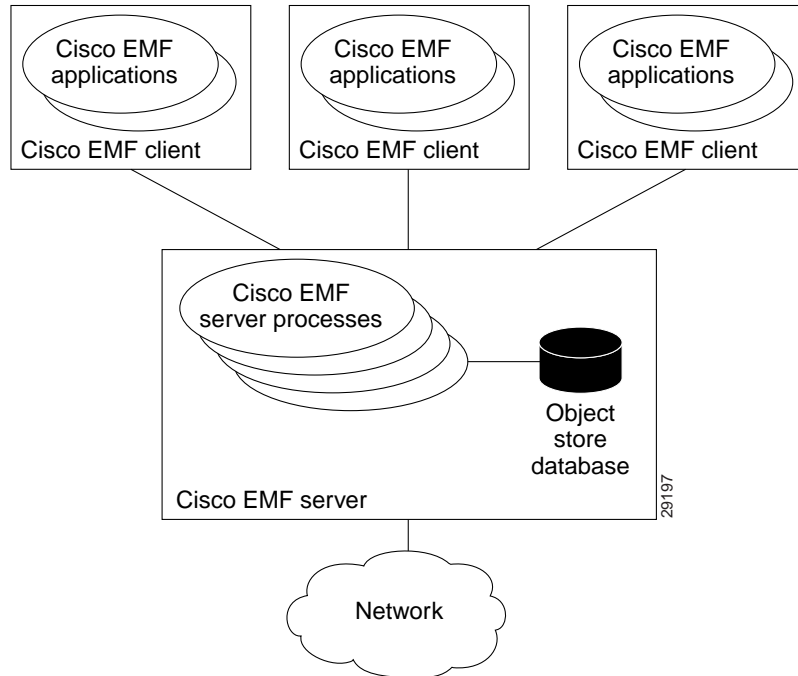 Cisco EMF
applications
Cisco EMF client
Cisco EMF
applications
Cisco EMF client
Cisco EMF
applications
Cisco EMF client
Cisco EMF
server processes
Object
store
database
Cisco EMF server
29197
Network